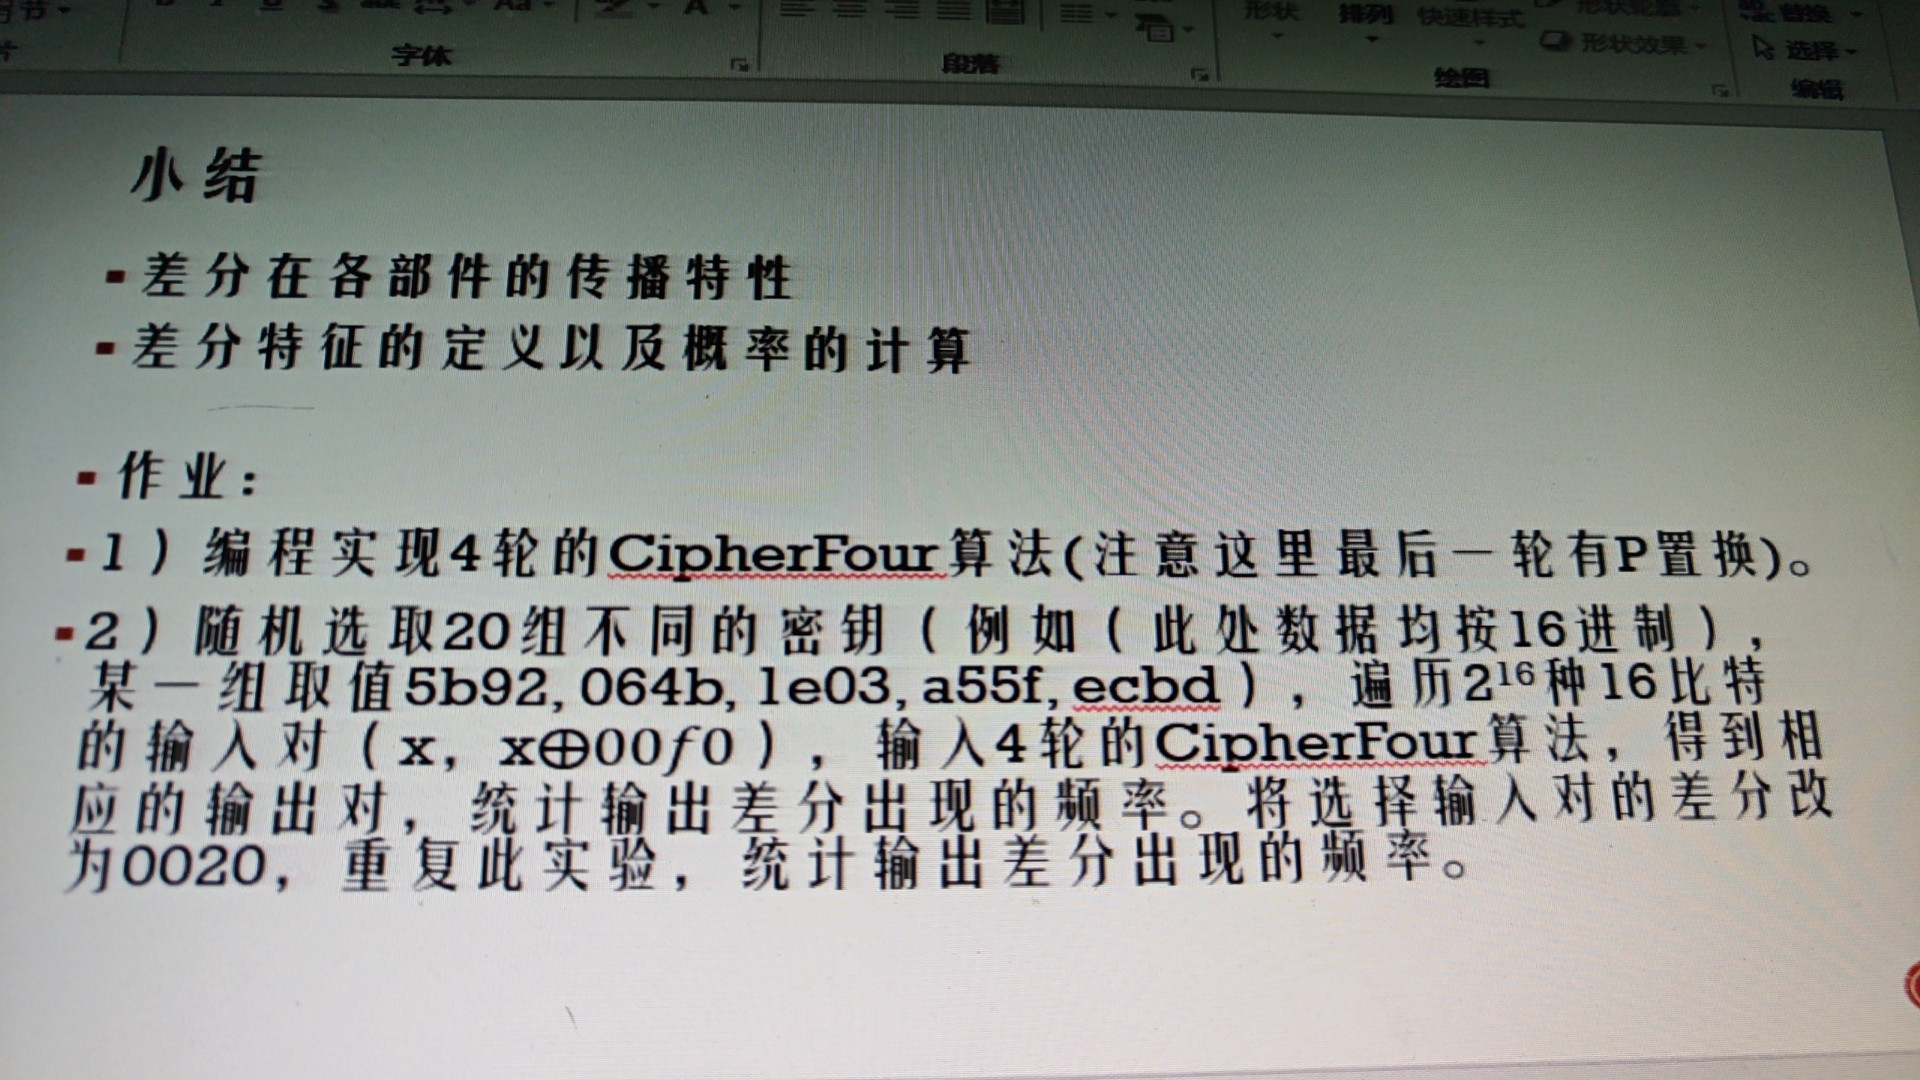 字体
段落
绘图
编辑
形状
排列
快速样式
形状轮廓
形状效果
替换
选择
小结
差分在各部件的传播特性
差分特征的定义以及概率的计算
作业：
1）编程实现4轮的CipherFour算法(注意这里最后一轮有P置换)。
2）随机选取20组不同的密钥（例如（此处数据均按16进制），
某一组取值5b92,064b,1e03,a55f,ecbd），遍历2¹⁶种16比特
的输入对（x，x⊕00f0），输入4轮的CipherFour算法，得到相
应的输出对，统计输出差分出现的频率。将选择输入对的差分改
为0020，重复此实验，统计输出差分出现的频率。